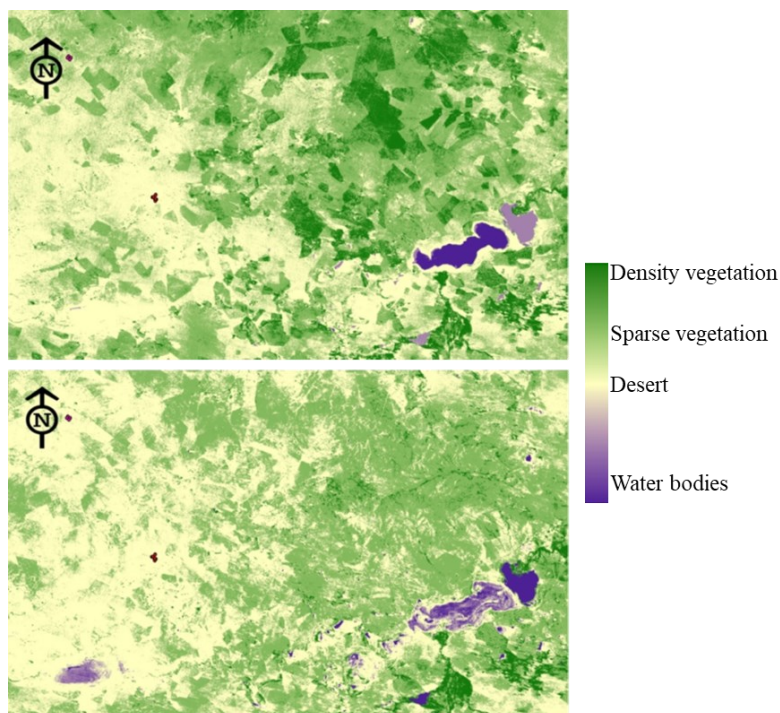 N
Density vegetation
Sparse vegetation
Desert
N
Water bodies